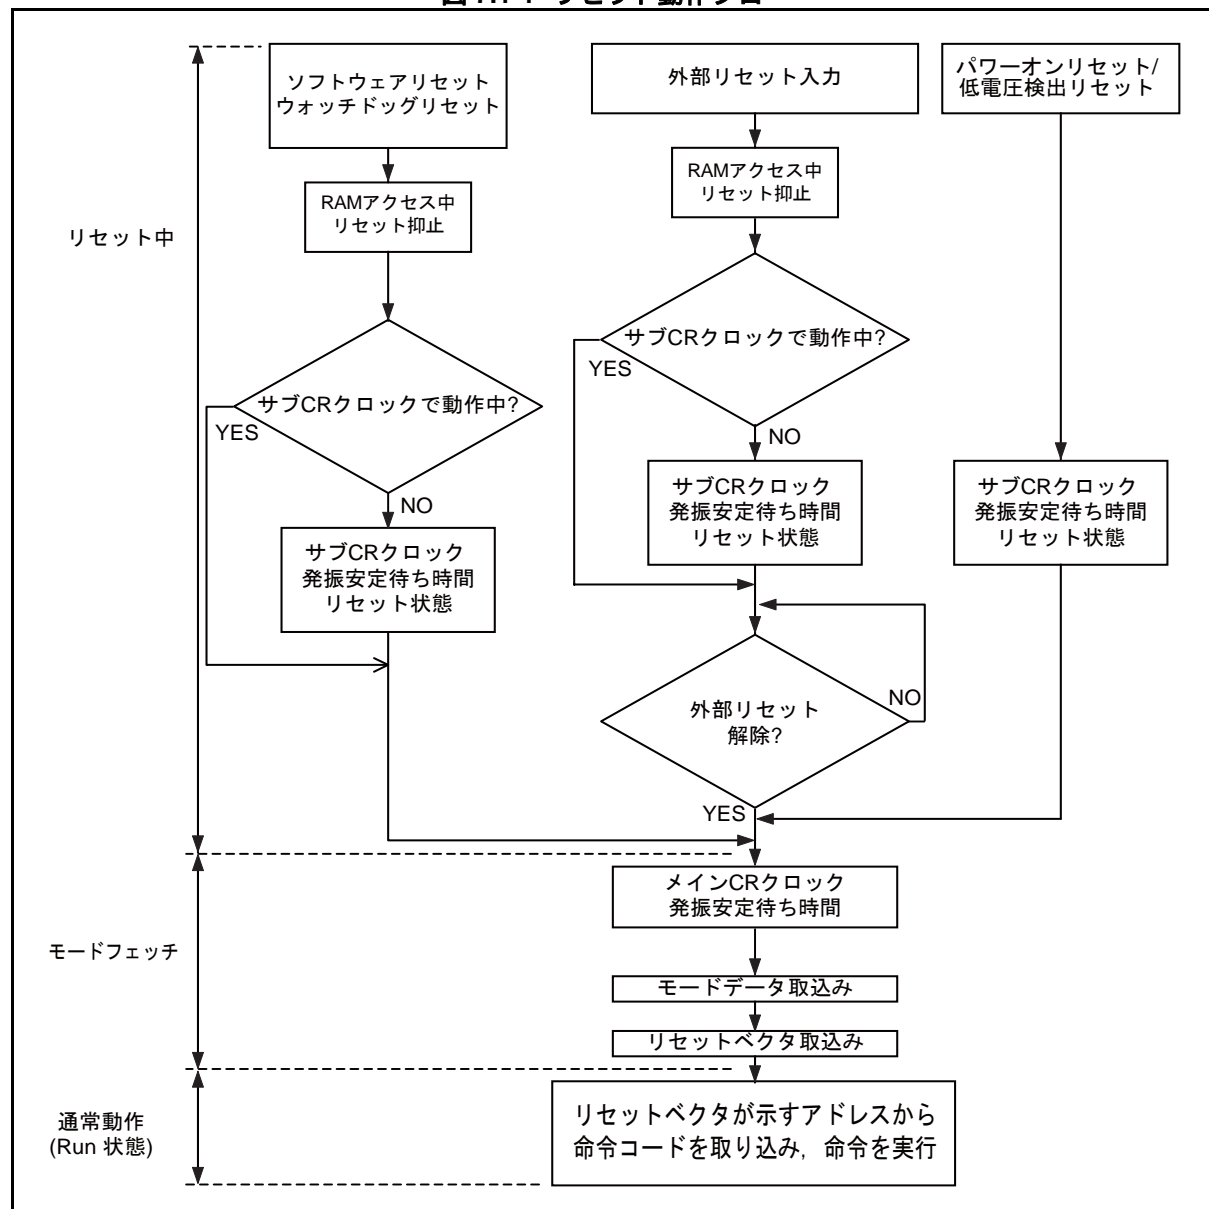 ソフトウェアリセット
ウォッチドッグリセット
外部リセット入力
パワーオンリセット/
低電圧検出リセット
RAMアクセス中
リセット抑止
RAMアクセス中
リセット抑止
リセット中
サブCRクロックで動作中?
YES
NO
サブCRクロックで動作中?
YES
NO
サブCRクロック
発振安定待ち時間
リセット状態
サブCRクロック
発振安定待ち時間
リセット状態
サブCRクロック
発振安定待ち時間
リセット状態
外部リセット
解除?
NO
YES
メインCRクロック
発振安定待ち時間
モードフェッチ
モードデータ取込み
リセットベクタ取込み
通常動作
(Run 状態)
リセットベクタが示すアドレスから
命令コードを取り込み，命令を実行